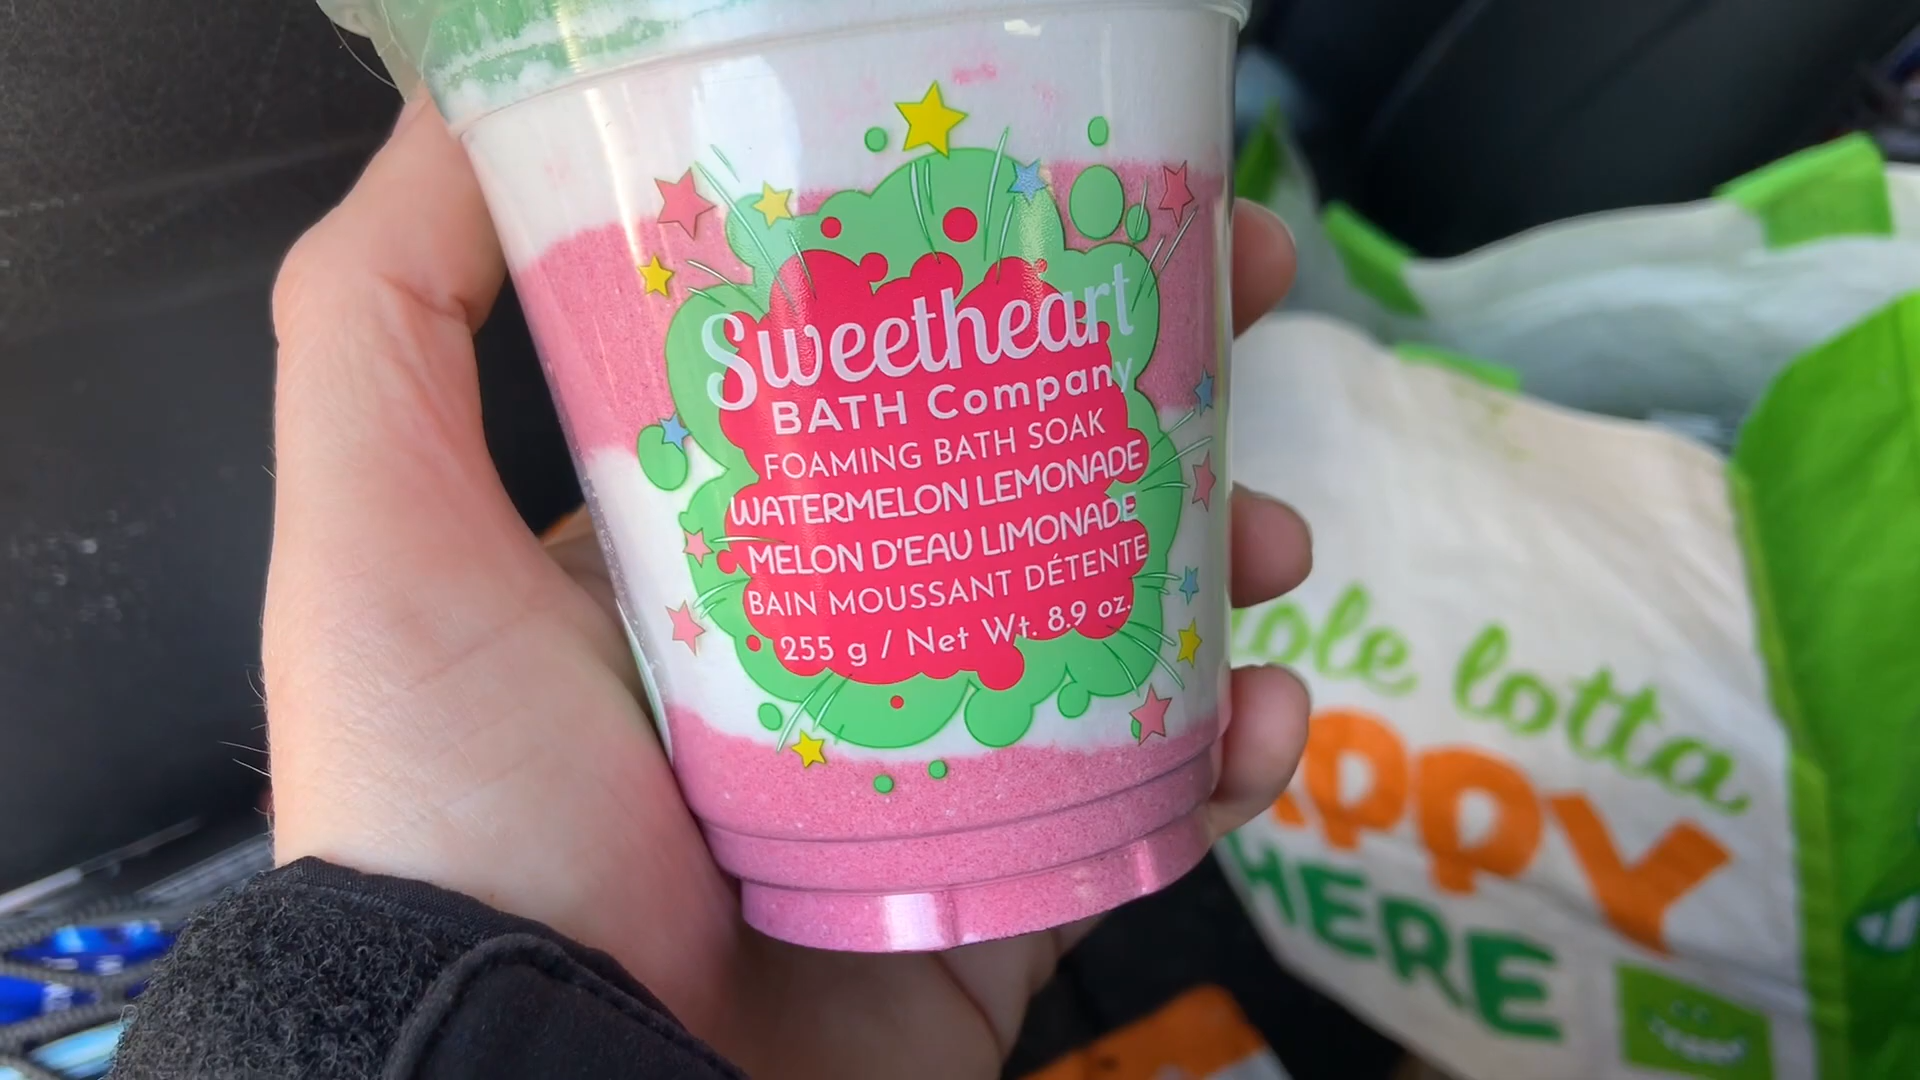 Sweetheart
BATH Company
FOAMING BATH SOAK
WATERMELON LEMONADE
MELON D'EAU LIMONADE
BAIN MOUSSANT DÉTENTE
255 g / Net Wt. 8.9 oz.
lotta
HERE